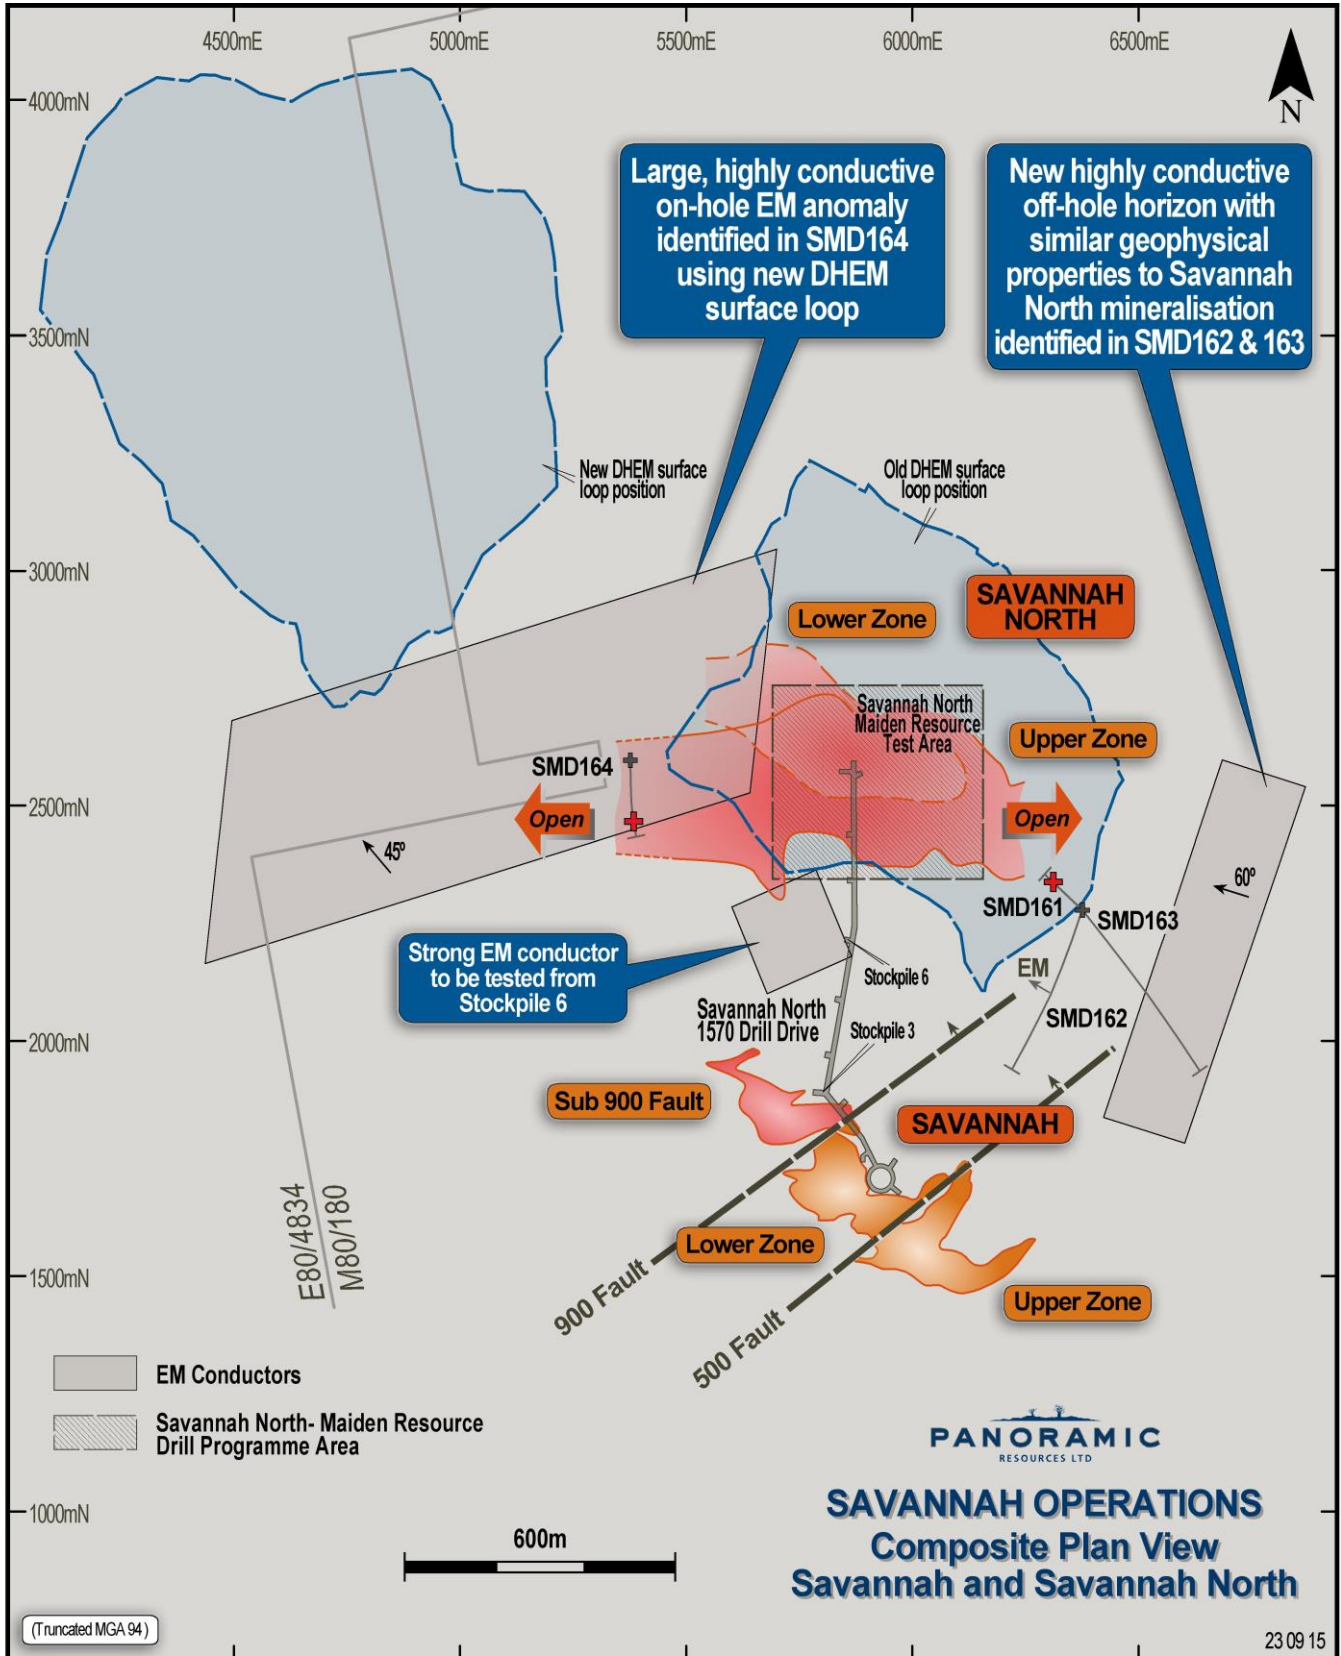 4500mE
5000mE
5500mE
6000mE
6500mE
4000mN
N
Large, highly conductive
on-hole EM anomaly
identified in SMD164
using new DHEM
surface loop
New highly conductive
off-hole horizon with
similar geophysical
properties to Savannah
North mineralisation
identified in SMD162 & 163
3500mN
New DHEM surface
loop position
Old DHEM surface
loop position
3000mN
Lower Zone
SAVANNAH
NORTH
Savannah North
Maiden Resource
Test Area
Upper Zone
SMD164
2500mN
Open
Open
45º
60º
SMD161
SMD163
Strong EM conductor
to be tested from
Stockpile 6
Stockpile 6
EM
Savannah North
1570 Drill Drive
SMD162
Stockpile 3
2000mN
Sub 900 Fault
SAVANNAH
E80/4834
M80/180
Lower Zone
1500mN
900 Fault
Upper Zone
500 Fault
EM Conductors
Savannah North- Maiden Resource
Drill Programme Area
PANORAMIC
RESOURCES LTD
1000mN
SAVANNAH OPERATIONS
600m
Composite Plan View
Savannah and Savannah North
(Truncated MGA 94)
23 09 15